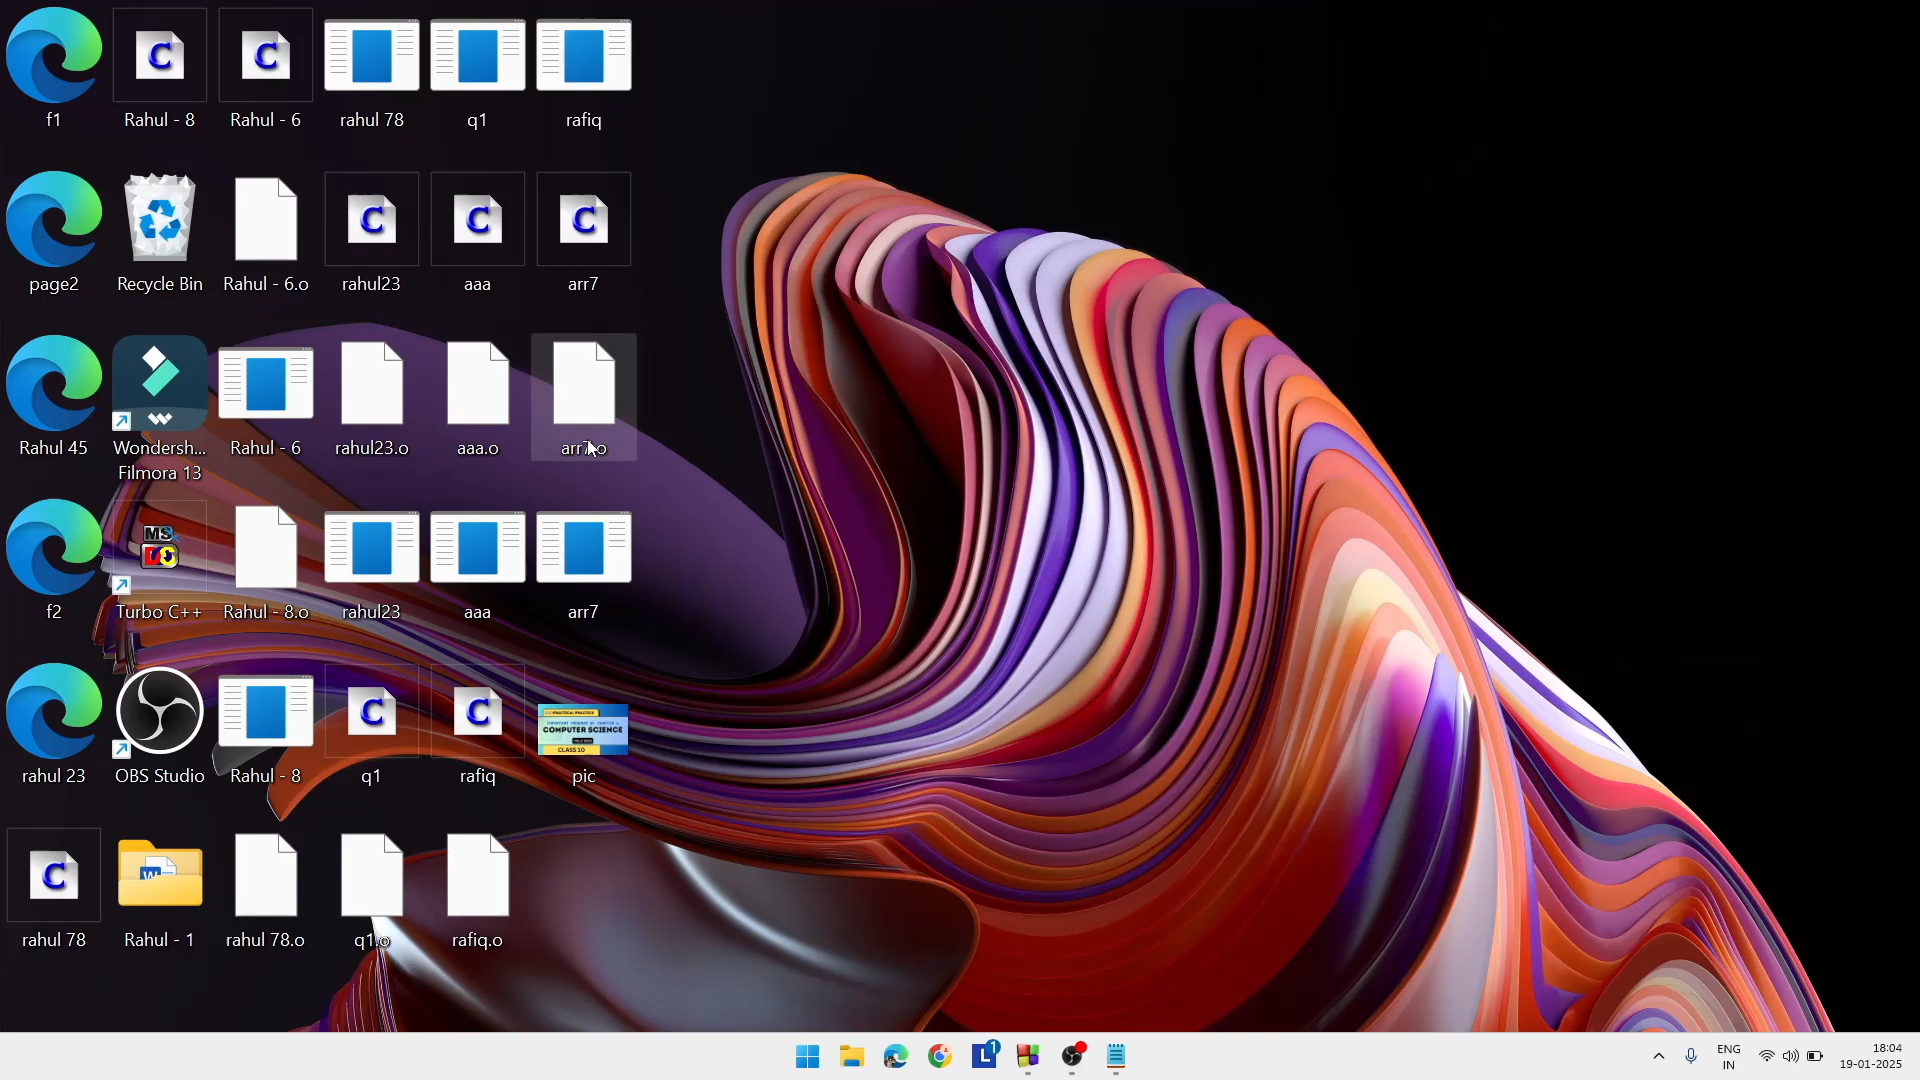 f1
Rahul - 8
Rahul - 6
rahul 78
q1
rafiq
page2
Recycle Bin
Rahul - 6.o
rahul23
aaa
arr7
Rahul 45
Wondersh...
Filmora 13
Rahul - 6
rahul23.o
aaa.o
arr7.o
f2
Turbo C++
Rahul - 8.o
rahul23
aaa
arr7
rahul 23
OBS Studio
Rahul - 8
q1
rafiq
COMPUTER SCIENCE
CLASS 10
pic
rahul 78
Rahul - 1
rahul 78.o
q1.o
rafiq.o
ENG
IN
18:04
19-01-2025